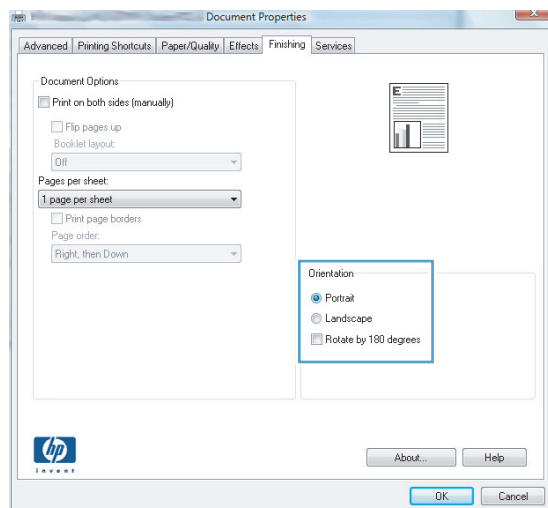 Document Properties
Advanced
Printing Shortcuts
Paper/Quality
Effects
Finishing
Services
Document Options
Print on both sides (manually)
Flip pages up
Booklet layout:
Off
Pages per sheet:
1 page per sheet
Print page borders
Page order:
Right, then Down
E
Orientation
Portrait
Landscape
Rotate by 180 degrees
hp
invent
About...
Help
OK
Cancel